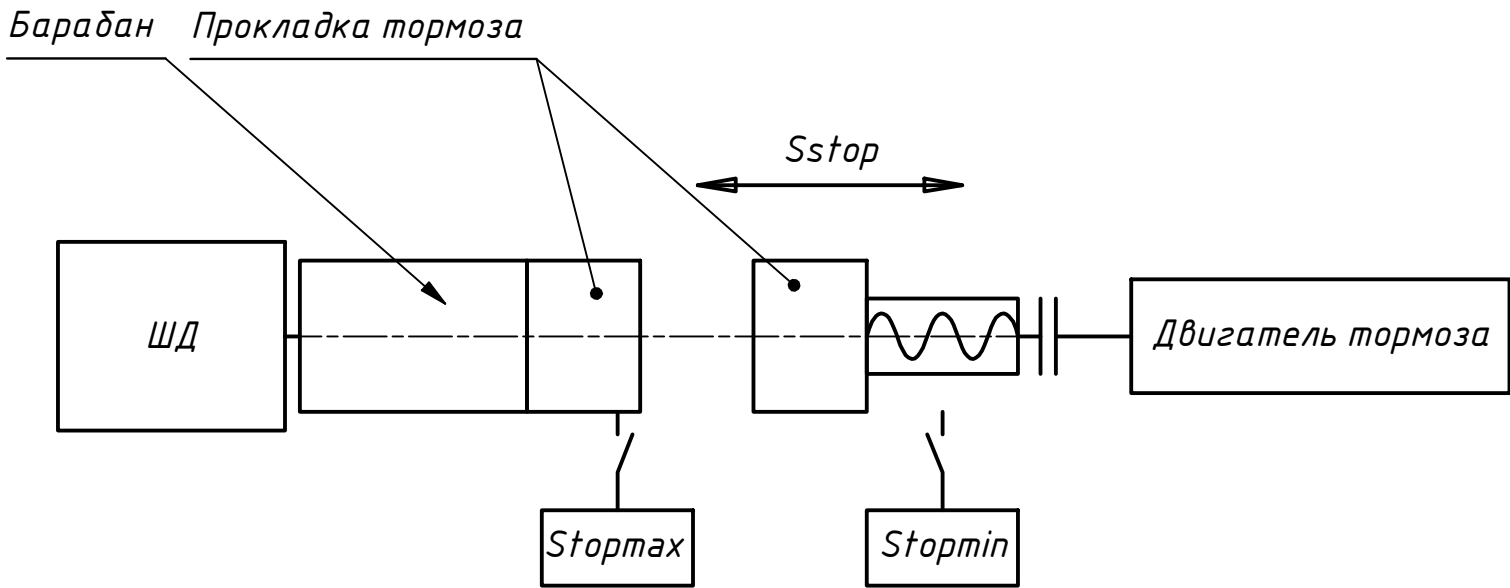 Барабан
Прокладка тормоза
Sstop
ШД
Двигатель тормоза
Stopmax
Stopmin